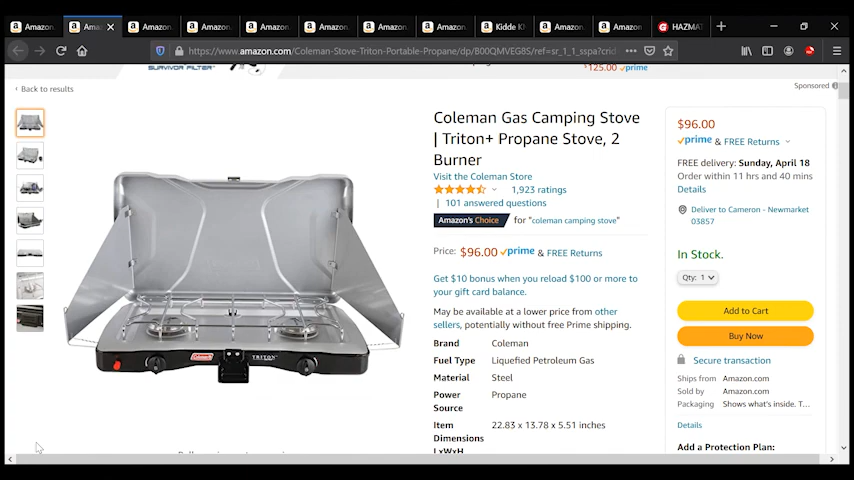 Amazon.
Amaz
Amazon.
Amazon.
Amazon.
Amazon.
Amazon.
Amazon.
Kidde K
Amazon.
Amazon.
HAZMAT
https://www.amazon.com/Coleman-Stove-Triton-Portable-Propane/dp/B00QMVEG8S/ref=sr_1_1_sspa?crid
SURVIVOR FILTER
$125.00 prime
‹ Back to results
Sponsored
Coleman Gas Camping Stove
| Triton+ Propane Stove, 2
Burner
Visit the Coleman Store
1,923 ratings
| 101 answered questions
Amazon's Choice for "coleman camping stove"
Price: $96.00 prime & FREE Returns
Get $10 bonus when you reload $100 or more to
your gift card balance.
May be available at a lower price from other
sellers, potentially without free Prime shipping.
Brand Coleman
Fuel Type Liquefied Petroleum Gas
Material Steel
Power Propane
Source
Item 22.83 x 13.78 x 5.51 inches
Dimensions
LxWxH
Coleman
TRITON
$96.00
prime & FREE Returns
FREE delivery: Sunday, April 18
Order within 11 hrs and 40 mins
Details
Deliver to Cameron - Newmarket
03857
In Stock.
Qty: 1
Add to Cart
Buy Now
Secure transaction
Ships from Amazon.com
Sold by Amazon.com
Packaging Shows what's inside. T...
Details
Add a Protection Plan: